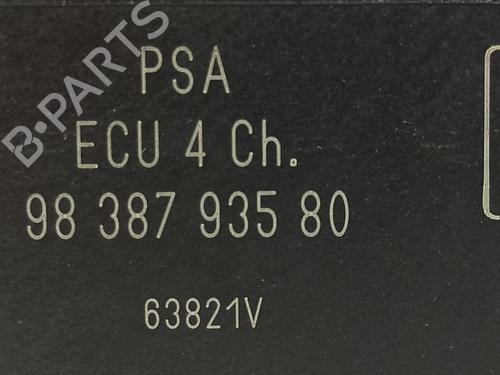 B-PARTS
PSA
ECU 4 Ch.
98 387 935 80
63821V